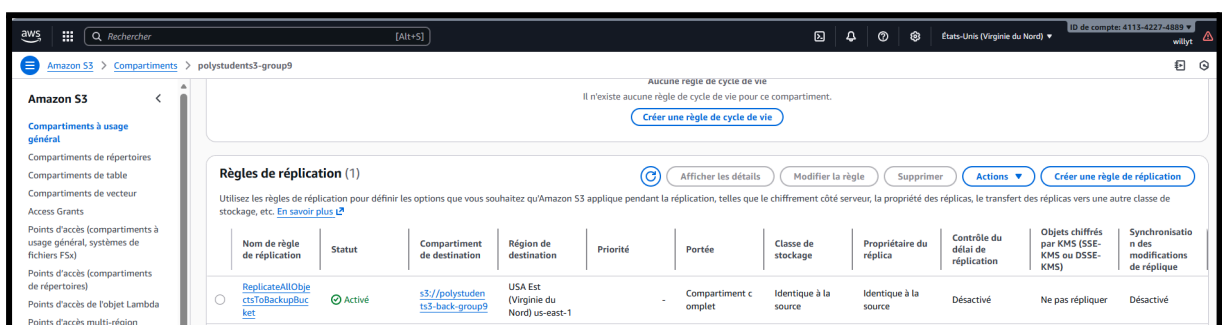 aws
Rechercher
[Alt+S]
États-Unis (Virginie du Nord) ▼
ID de compte: 4113-4227-4889 ▼
willyt
Amazon S3 > Compartiments > polystudents3-group9
Amazon S3
Compartiments à usage
général
Compartiments de répertoires
Compartiments de table
Compartiments de vecteur
Access Grants
Points d'accès (compartiments à
usage général, systèmes de
fichiers FSx)
Points d'accès (compartiments
de répertoires)
Points d'accès de l'objet Lambda
Points d'accès multi-région
Aucune règle de cycle de vie
Il n'existe aucune règle de cycle de vie pour ce compartiment.
Créer une règle de cycle de vie
Règles de réplication (1)
Afficher les détails
Modifier la règle
Supprimer
Actions ▼
Créer une règle de réplication
Utilisez les règles de réplication pour définir les options que vous souhaitez qu'Amazon S3 applique pendant la réplication, telles que le chiffrement côté serveur, la propriété des réplicas, le transfert des réplicas vers une autre classe de
stockage, etc. En savoir plus
Nom de règle
de réplication
Statut
Compartiment
de destination
Région de
destination
Priorité
Portée
Classe de
stockage
Propriétaire du
réplica
Contrôle du
délai de
réplication
Objets chiffrés
par KMS (SSE-
KMS ou DSSE-
KMS)
Synchronisatio
n des
modifications
de réplique
ReplicateAllObje
ctsToBackupBuc
ket
Activé
s3://polystuden
ts3-back-group9
USA Est
(Virginie du
Nord) us-east-1
-
Compartiment c
omplet
Identique à la
source
Identique à la
source
Désactivé
Ne pas répliquer
Désactivé